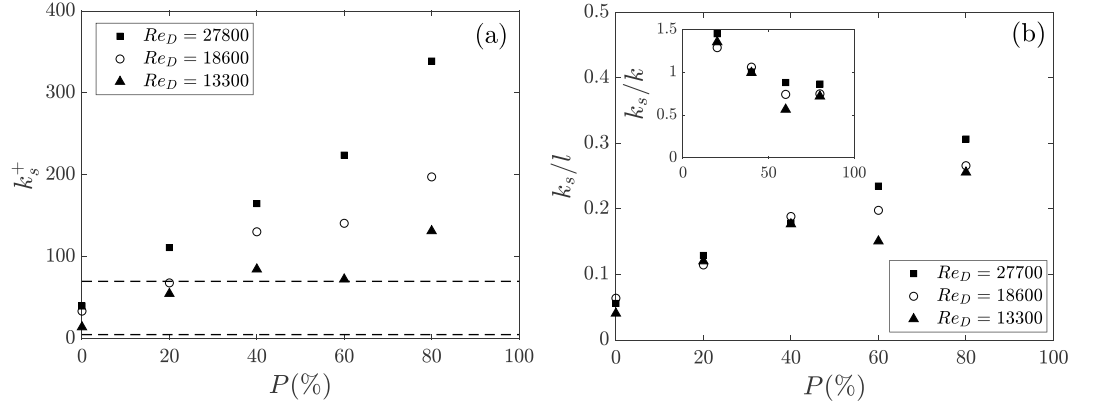 400
300
200
100
0
0 20 40 60 80 100
P(%)
k_s^+
(a)
Re_D = 27800
Re_D = 18600
Re_D = 13300
0.5
0.4
0.3
0.2
0.1
0
0 20 40 60 80 100
P(%)
k_s/l
(b)
1.5
1
0.5
0
0 50 100
k_s/k
Re_D = 27700
Re_D = 18600
Re_D = 13300